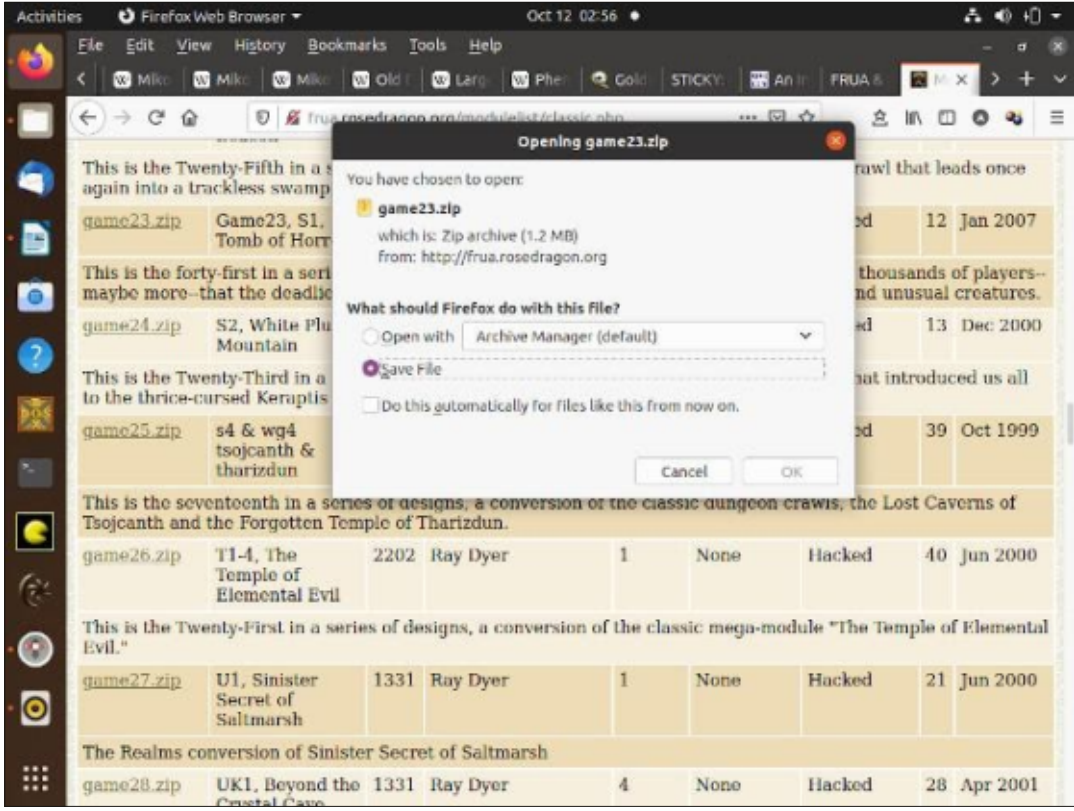 Activities Firefox Web Browser Oct 12 02:56
File Edit View History Bookmarks Tools Help
Mik Mik Mik Old Larg Phe Gold STICKY: An In FRUA &
frua.rosedragon.org/modulelist/classic.php
Opening game23.zip
This is the Twenty-Fifth in a rawl that leads once
again into a trackless swamp
You have chosen to open:
game23.zip
which is: Zip archive (1.2 MB)
from: http://frua.rosedragon.org
game23.zip Game23, S1, ed 12 Jan 2007
Tomb of Horr
This is the forty-first in a seri thousands of players--
maybe more--that the deadlie nd unusual creatures.
What should Firefox do with this file?
Open with Archive Manager (default)
Save File
Do this automatically for files like this from now on.
Cancel OK
game24.zip S2, White Plu ed 13 Dec 2000
Mountain
This is the Twenty-Third in a hat introduced us all
to the thrice-cursed Keraptis
game25.zip s4 & wg4 ed 39 Oct 1999
tsojcanth &
tharizdun
This is the seventeenth in a series of designs, a conversion of the classic dungeon crawls, the Lost Caverns of
Tsojcanth and the Forgotten Temple of Tharizdun.
game26.zip T1-4, The 2202 Ray Dyer 1 None Hacked 40 Jun 2000
Temple of
Elemental Evil
This is the Twenty-First in a series of designs, a conversion of the classic mega-module "The Temple of Elemental
Evil."
game27.zip U1, Sinister 1331 Ray Dyer 1 None Hacked 21 Jun 2000
Secret of
Saltmarsh
The Realms conversion of Sinister Secret of Saltmarsh
game28.zip UK1, Beyond the 1331 Ray Dyer 4 None Hacked 28 Apr 2001
Crystal Cave